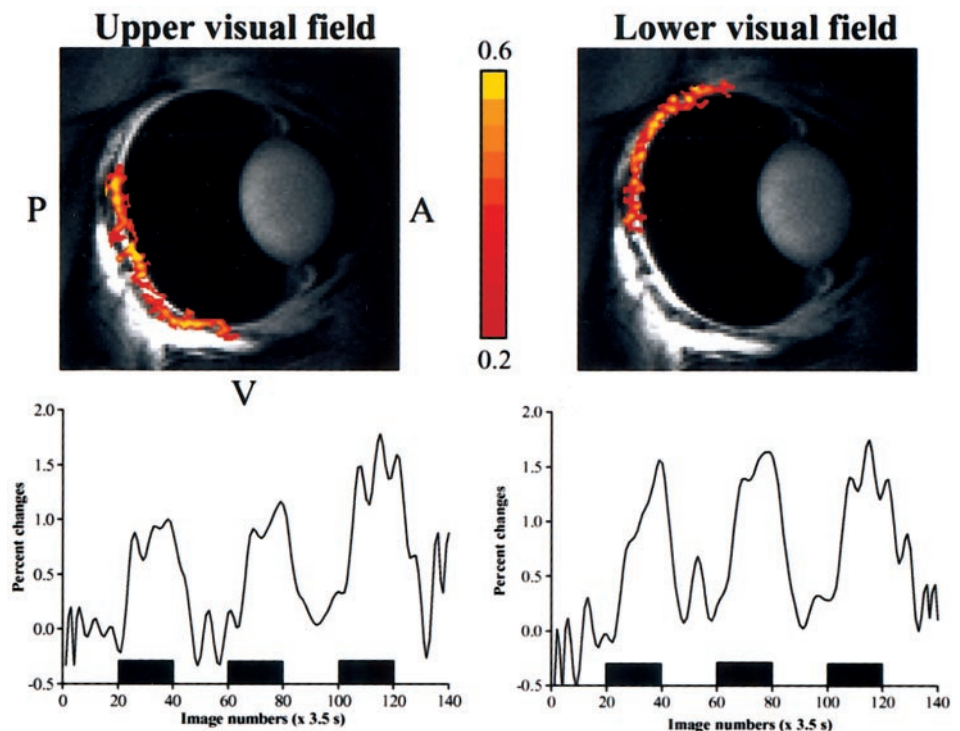 Upper visual field
Lower visual field
0.6
0.2
P
A
V
2.0
1.5
1.0
0.5
0.0
-0.5
Percent changes
0 20 40 60 80 100 120 140
Image numbers (x 3.5 s)
2.0
1.5
1.0
0.5
0.0
-0.5
Percent changes
0 20 40 60 80 100 120 140
Image numbers (x 3.5 s)